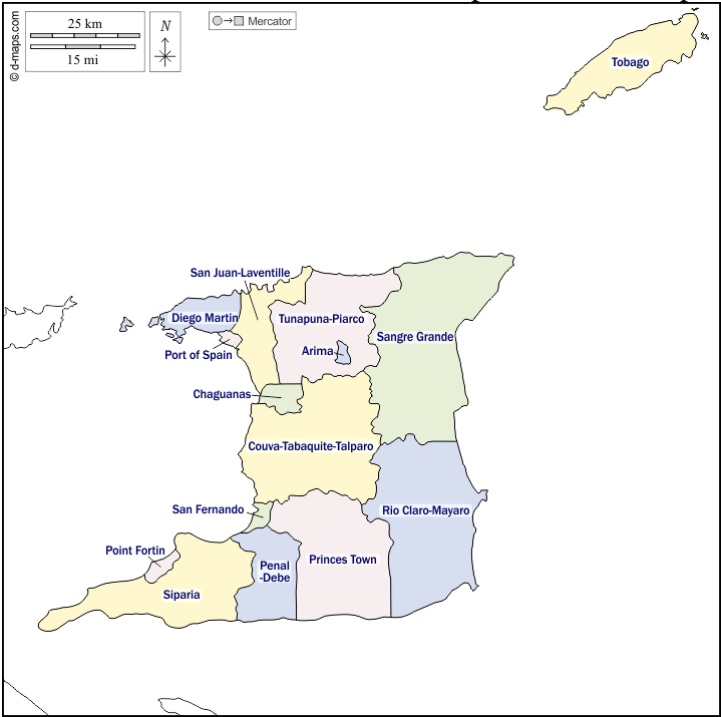 25 km
15 mi
N
Mercator
© d-maps.com
Tobago
San Juan-Laventille
Diego Martin
Tunapuna-Piarco
Sangre Grande
Port of Spain
Arima
Chaguanas
Couva-Tabaquite-Talparo
San Fernando
Rio Claro-Mayaro
Point Fortin
Princes Town
Penal
-Debe
Siparia